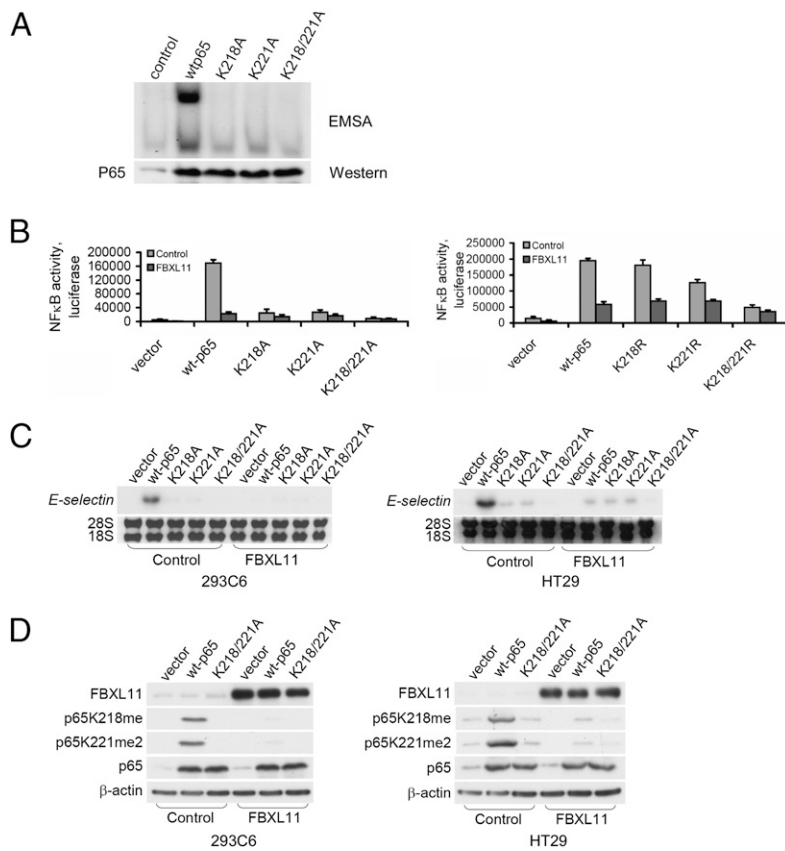 A
control
wtp65
K218A
K221A
K218/221A
EMSA
P65
Western
B
NFκB activity,
luciferase
200000
160000
120000
80000
40000
0
Control
FBXL11
vector
wt-p65
K218A
K221A
K218/221A
NFκB activity,
luciferase
250000
200000
150000
100000
50000
0
Control
FBXL11
vector
wt-p65
K218R
K221R
K218/221R
C
vector
wt-p65
K218A
K221A
K218/221A
vector
wt-p65
K218A
K221A
K218/221A
E-selectin
28S
18S
Control
FBXL11
293C6
vector
wt-p65
K218A
K221A
K218/221A
vector
wt-p65
K218A
K221A
K218/221A
E-selectin
28S
18S
Control
FBXL11
HT29
D
vector
wt-p65
K218/221A
vector
wt-p65
K218/221A
FBXL11
p65K218me
p65K221me2
p65
β-actin
Control
FBXL11
293C6
vector
wt-p65
K218/221A
vector
wt-p65
K218/221A
FBXL11
p65K218me
p65K221me2
p65
β-actin
Control
FBXL11
HT29